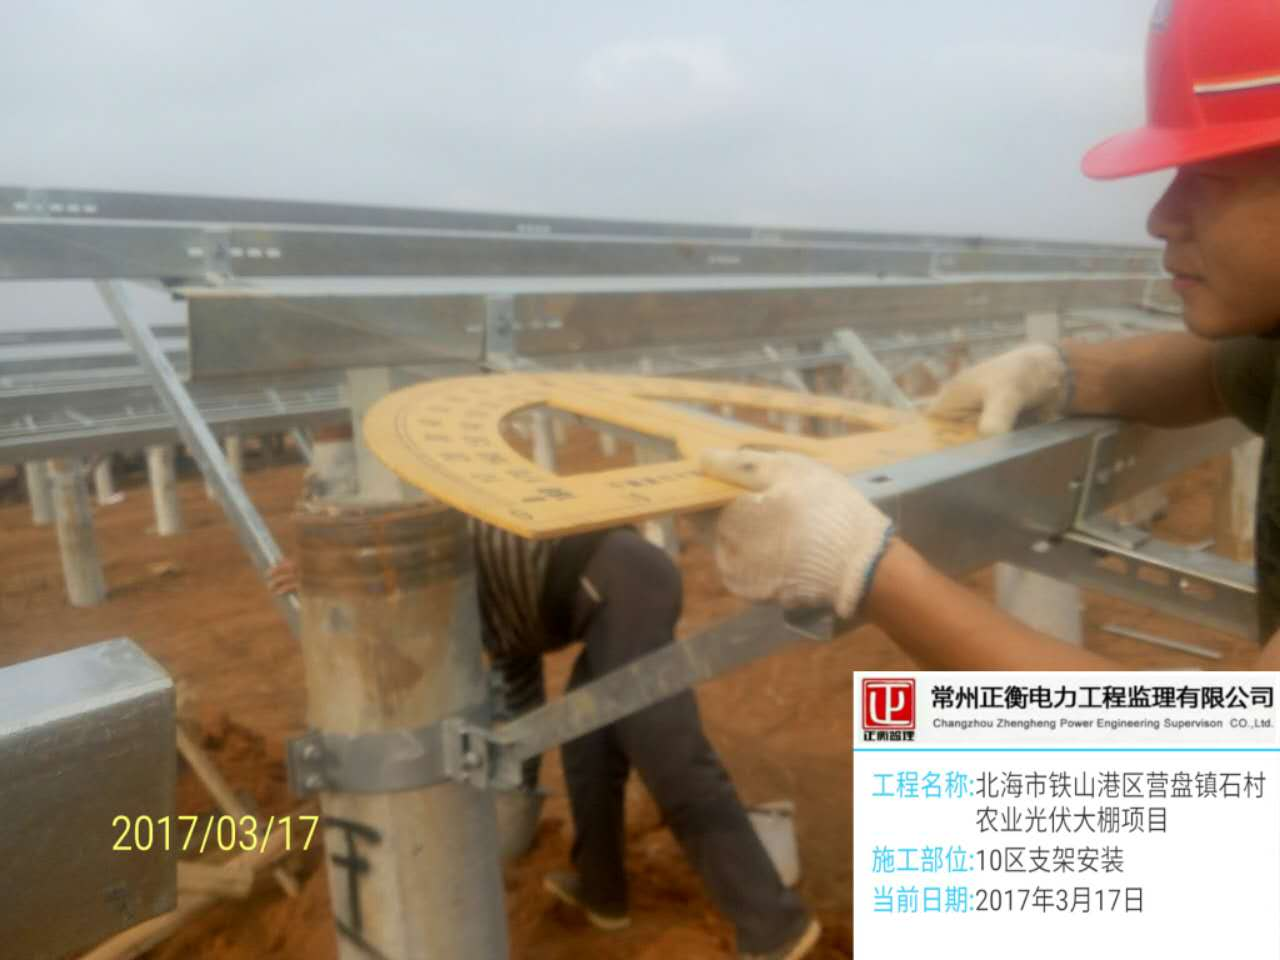 2017/03/17
正衡管理
常州正衡电力工程监理有限公司
Changzhou Zhengheng Power Engineering Supervison CO.,Ltd.
工程名称:北海市铁山港区营盘镇石村
农业光伏大棚项目
施工部位:10区支架安装
当前日期:2017年3月17日